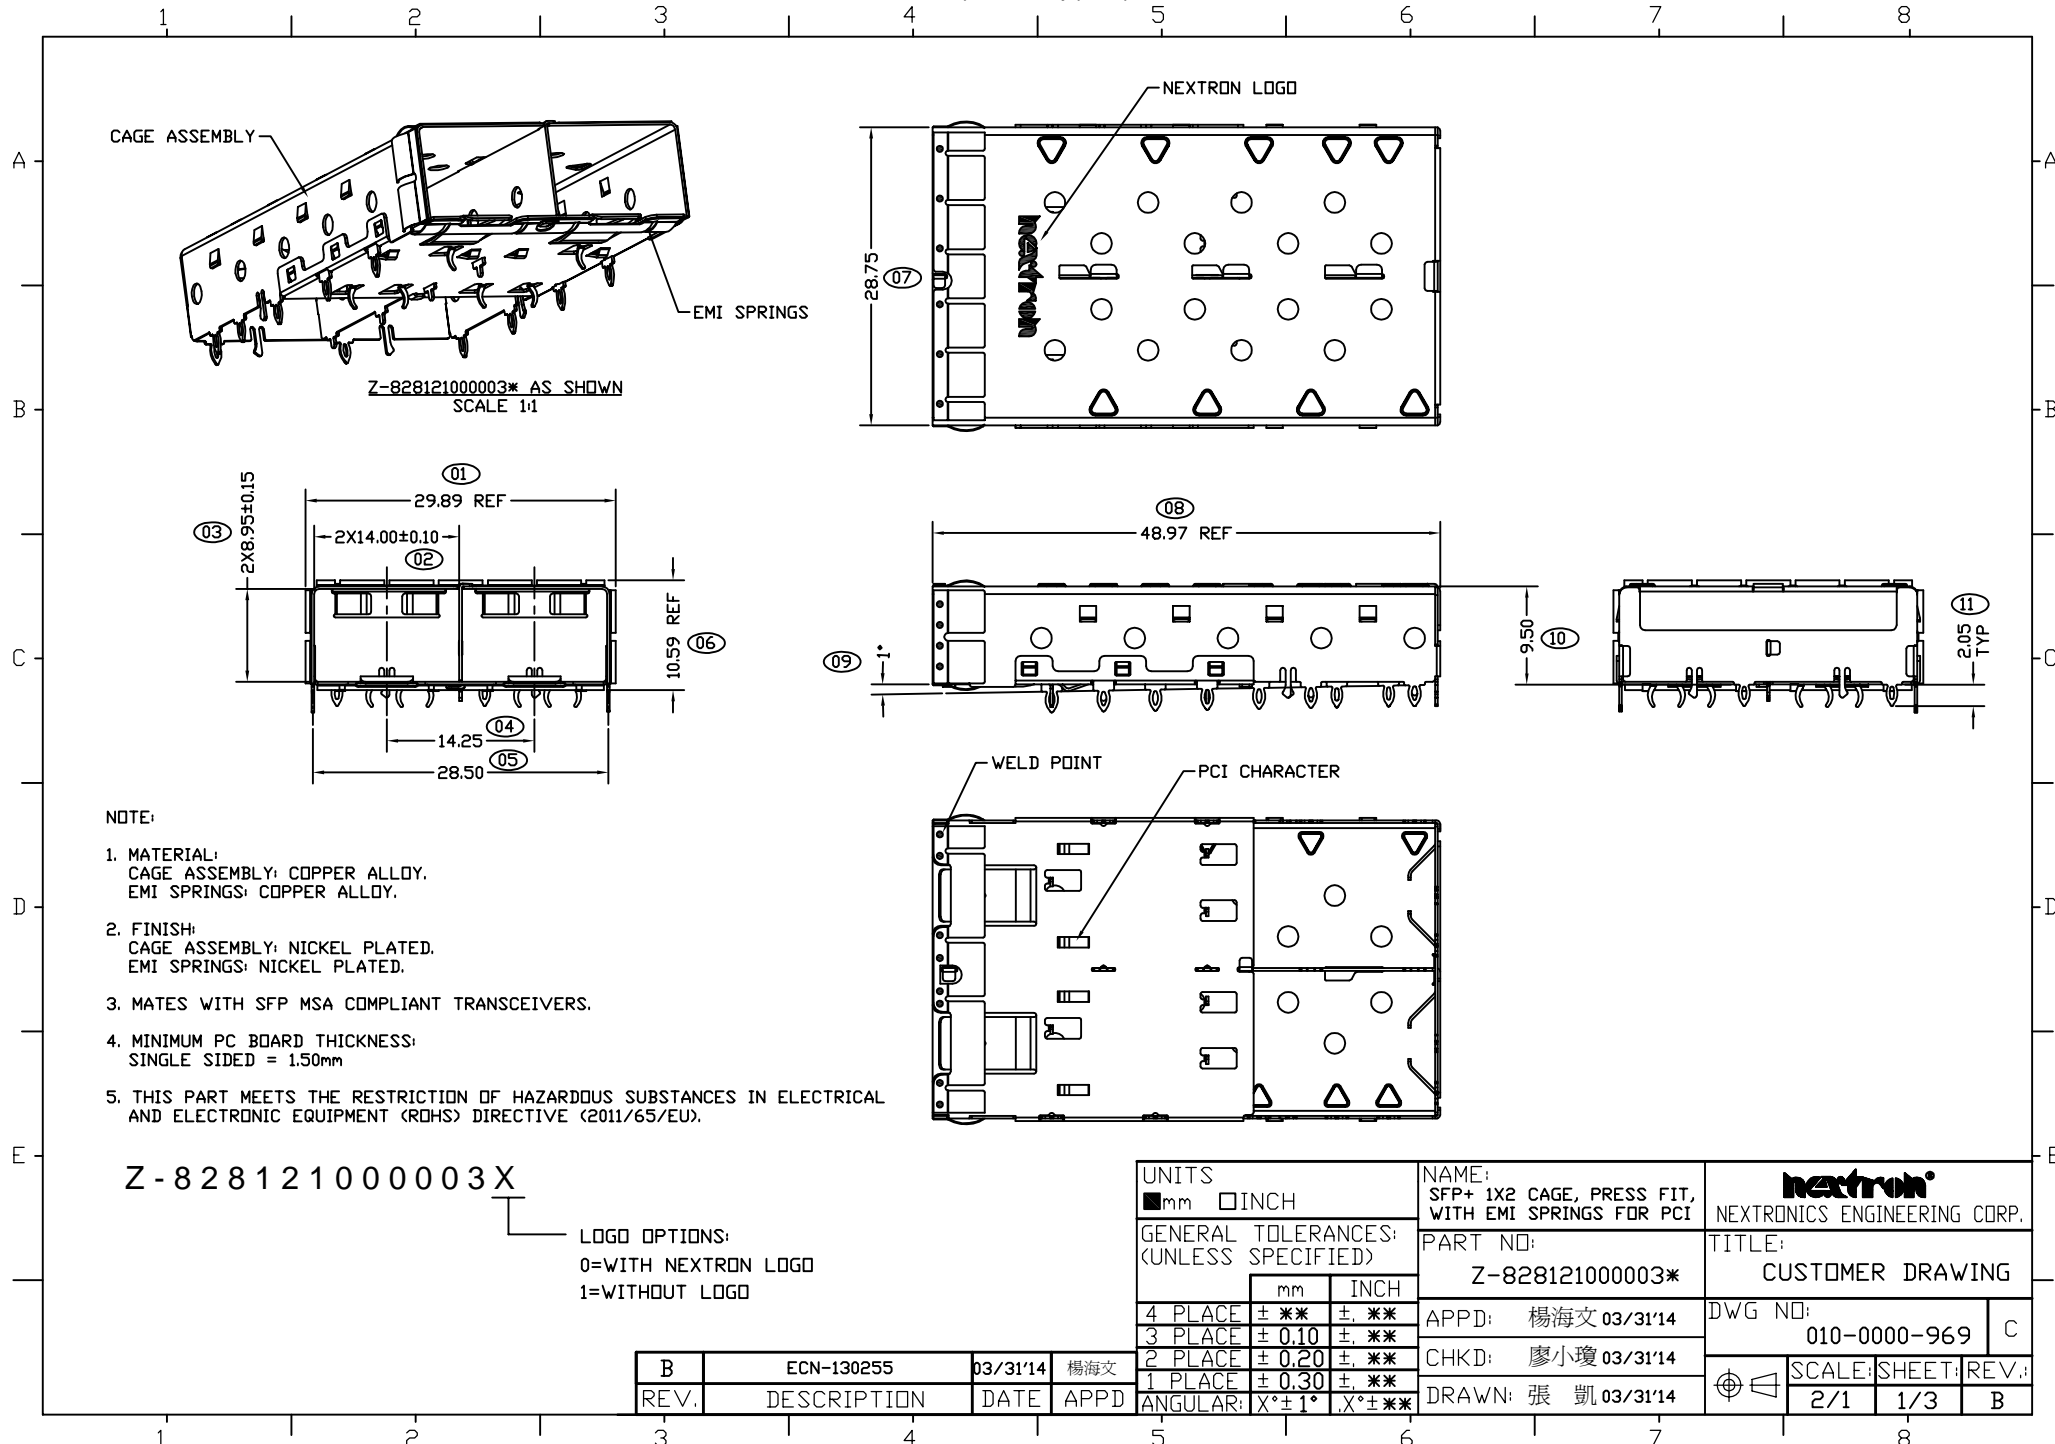 1 2 3 4 5 6 7 8
A A
B B
C C
D D
E E
CAGE ASSEMBLY
EMI SPRINGS
Z-828121000003* AS SHOWN
SCALE 1:1
NEXTRON LOGO
nextron
28.75
07
01
29.89 REF
03
2X8.95±0.15
2X14.00±0.10
02
10.59 REF
06
04
14.25
05
28.50
08
48.97 REF
09
1°
9.50
10
11
2.05
TYP
WELD POINT
PCI CHARACTER
NOTE:
1. MATERIAL:
CAGE ASSEMBLY: COPPER ALLOY.
EMI SPRINGS: COPPER ALLOY.
2. FINISH:
CAGE ASSEMBLY: NICKEL PLATED.
EMI SPRINGS: NICKEL PLATED.
3. MATES WITH SFP MSA COMPLIANT TRANSCEIVERS.
4. MINIMUM PC BOARD THICKNESS:
SINGLE SIDED = 1.50mm
5. THIS PART MEETS THE RESTRICTION OF HAZARDOUS SUBSTANCES IN ELECTRICAL
AND ELECTRONIC EQUIPMENT (ROHS) DIRECTIVE (2011/65/EU).
Z-828121000003X
LOGO OPTIONS:
0=WITH NEXTRON LOGO
1=WITHOUT LOGO
UNITS
mm INCH
GENERAL TOLERANCES:
(UNLESS SPECIFIED)
mm INCH
4 PLACE ± ** ±. **
3 PLACE ± 0.10 ±. **
2 PLACE ± 0.20 ±. **
1 PLACE ± 0.30 ±. **
ANGULAR: X°± 1° .X°± **
NAME:
SFP+ 1X2 CAGE, PRESS FIT,
WITH EMI SPRINGS FOR PCI
PART NO:
Z-828121000003*
APPD: 楊海文 03/31'14
CHKD: 廖小瓊 03/31'14
DRAWN: 張 凱 03/31'14
nextron®
NEXTRONICS ENGINEERING CORP.
TITLE:
CUSTOMER DRAWING
DWG NO:
010-0000-969 C
SCALE: SHEET: REV.:
2/1 1/3 B
B ECN-130255 03/31'14 楊海文
REV. DESCRIPTION DATE APPD
1 2 3 4 5 6 7 8